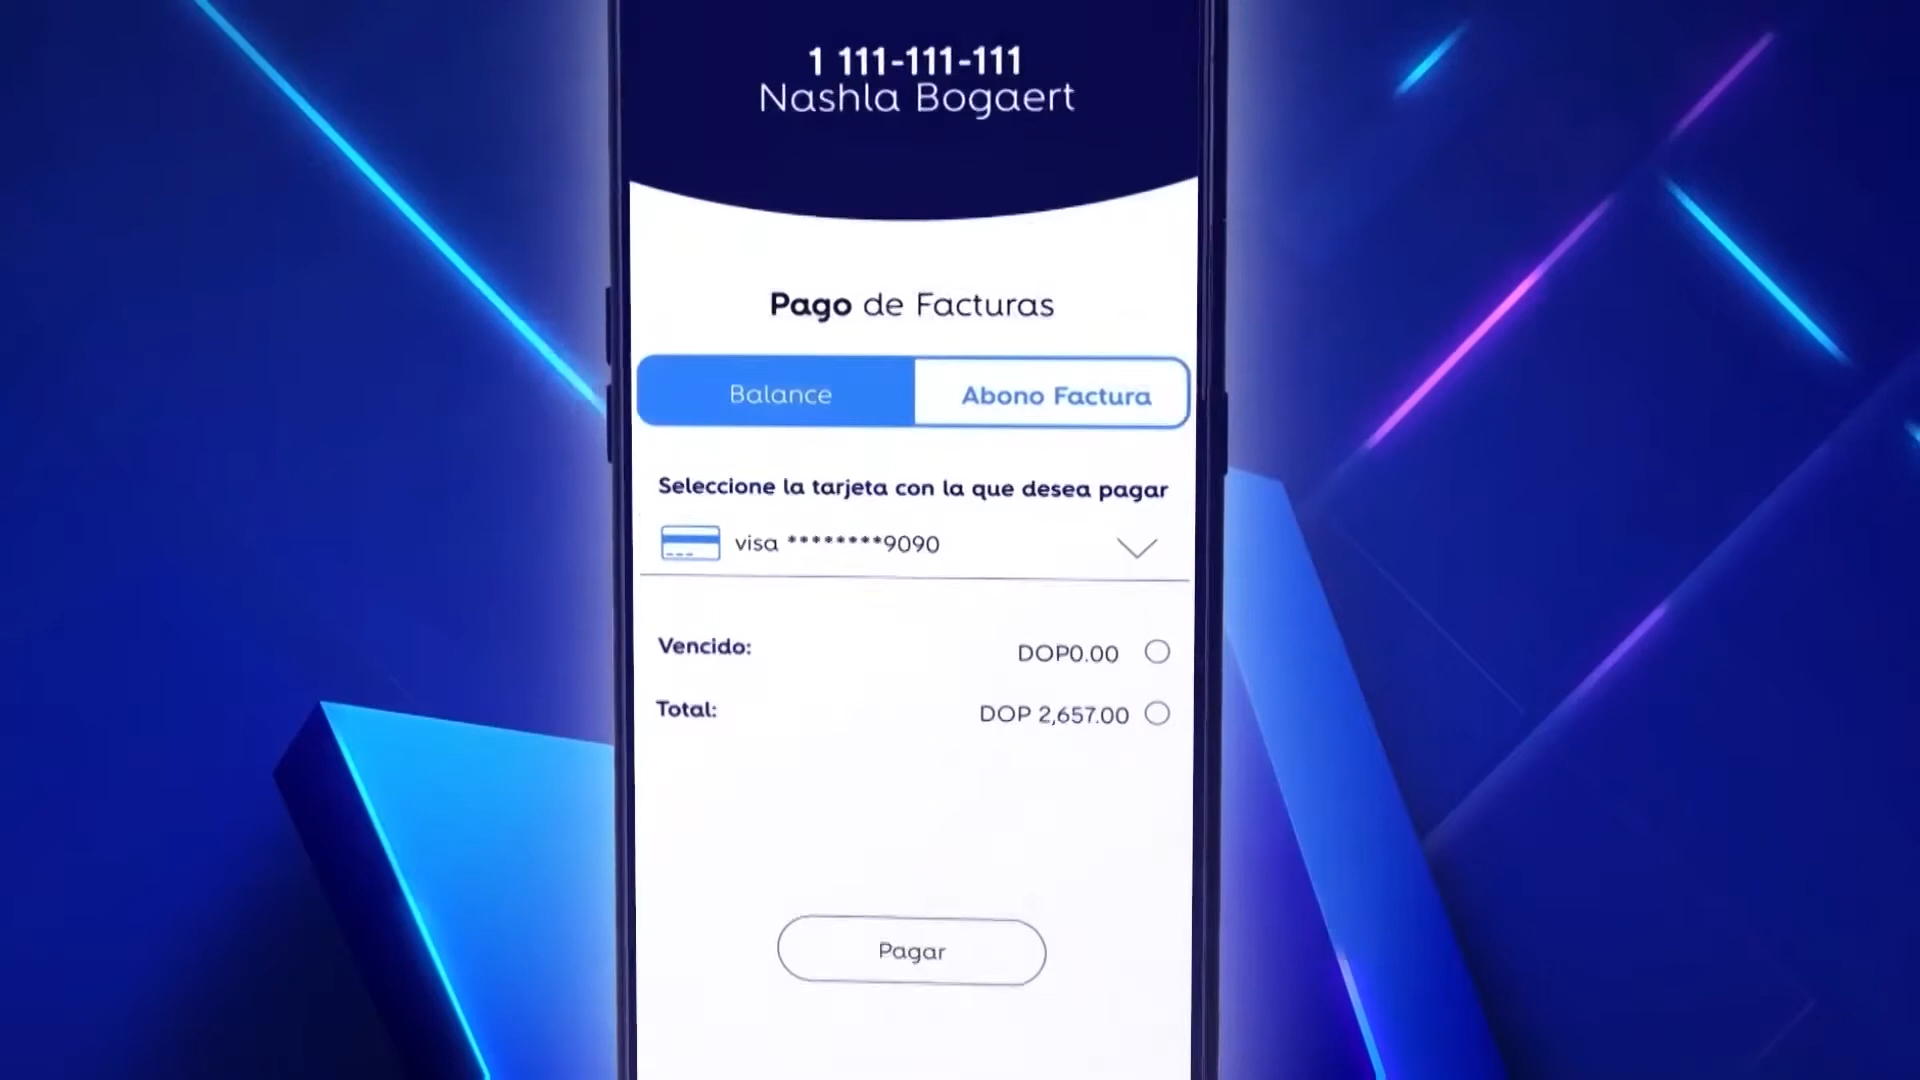 1 111-111-111
Nashla Bogaert
Pago de Facturas
Balance
Abono Factura
Seleccione la tarjeta con la que desea pagar
visa ********9090
Vencido:
DOP0.00
Total:
DOP 2,657.00
Pagar